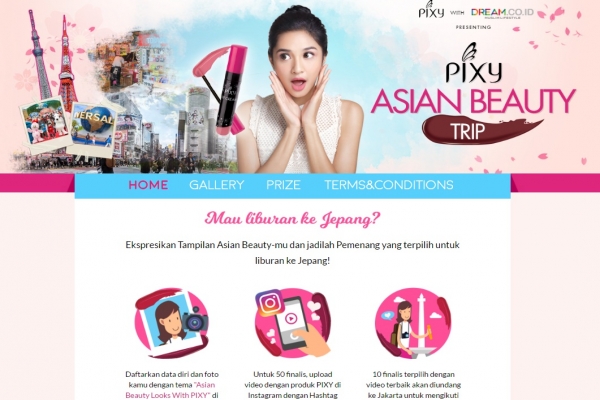 PIXY WITH DREAM.CO.ID
PRESENTING
PIXY
ASIAN BEAUTY
TRIP
VERSAL
HOME GALLERY PRIZE TERMS&CONDITIONS
Mau liburan ke Jepang?
Ekspresikan Tampilan Asian Beauty-mu dan jadilah Pemenang yang terpilih untuk
liburan ke Jepang!
Daftarkan data diri dan foto
kamu dengan tema "Asian
Beauty Looks With PIXY" di
Untuk 50 finalis, upload
video dengan produk PIXY di
Instagram dengan Hashtag
10 finalis terpilih dengan
video terbaik akan diundang
ke Jakarta untuk mengikuti